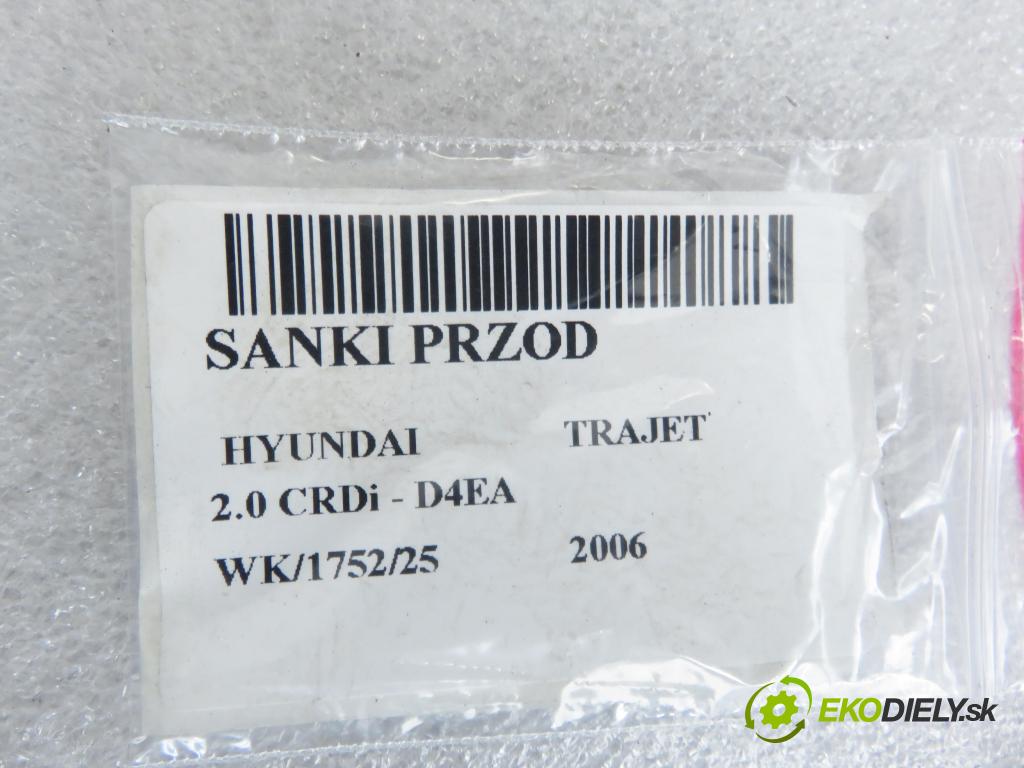 SANKI PRZOD
HYUNDAI TRAJET
2.0 CRDi - D4EA
WK/1752/25 2006
EKODIELY.sk